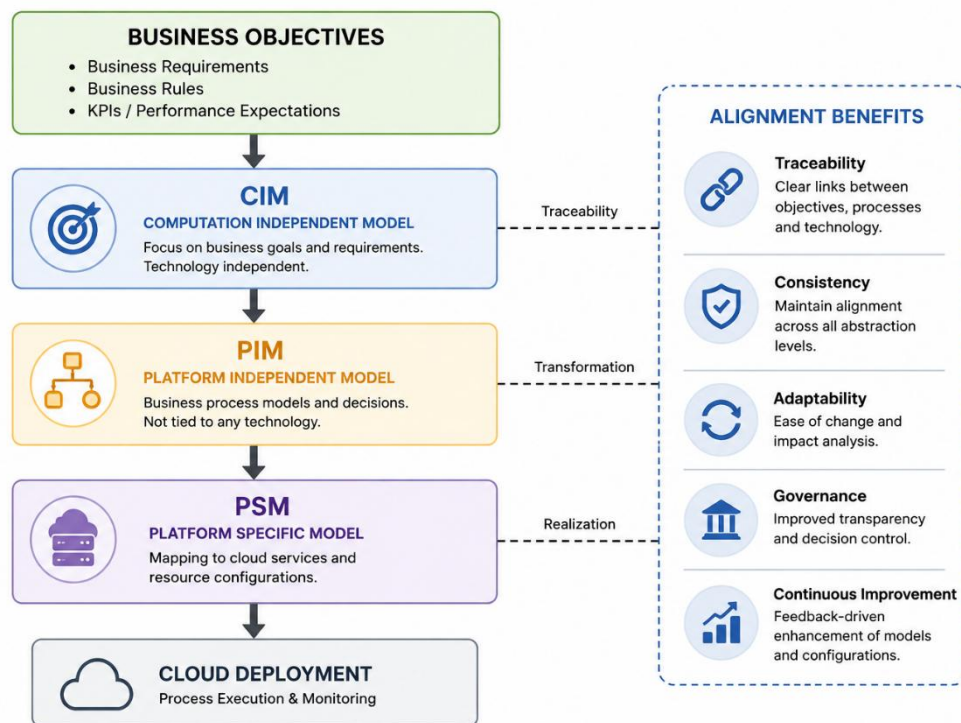 BUSINESS OBJECTIVES
• Business Requirements
• Business Rules
• KPIs / Performance Expectations
CIM
COMPUTATION INDEPENDENT MODEL
Focus on business goals and requirements.
Technology independent.
Traceability
PIM
PLATFORM INDEPENDENT MODEL
Business process models and decisions.
Not tied to any technology.
Transformation
PSM
PLATFORM SPECIFIC MODEL
Mapping to cloud services and
resource configurations.
Realization
CLOUD DEPLOYMENT
Process Execution & Monitoring
ALIGNMENT BENEFITS
Traceability
Clear links between
objectives, processes
and technology.
Consistency
Maintain alignment
across all abstraction
levels.
Adaptability
Ease of change and
impact analysis.
Governance
Improved transparency
and decision control.
Continuous Improvement
Feedback-driven
enhancement of models
and configurations.